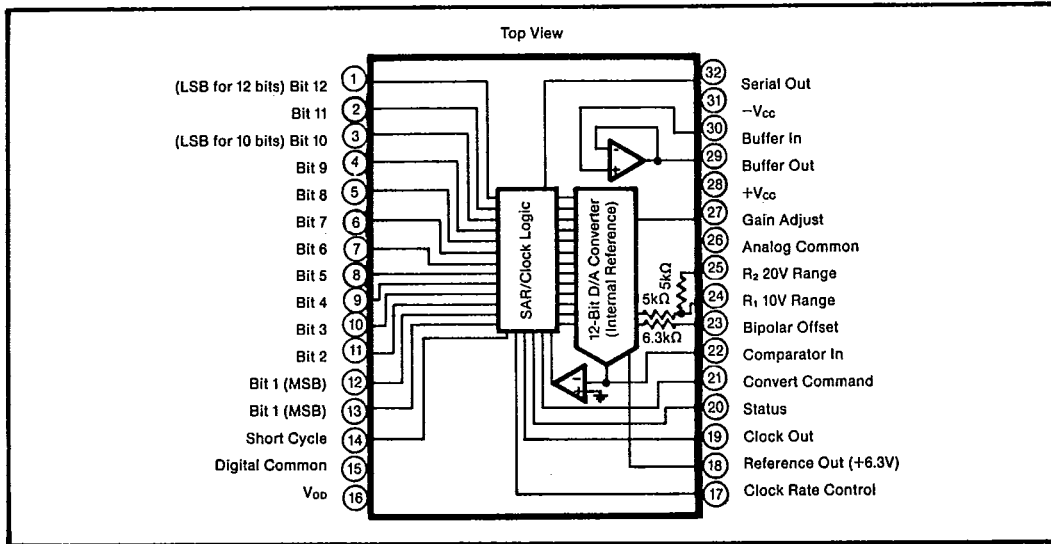 Top View
(LSB for 12 bits) Bit 12 1
Bit 11 2
(LSB for 10 bits) Bit 10 3
Bit 9 4
Bit 8 5
Bit 7 6
Bit 6 7
Bit 5 8
Bit 4 9
Bit 3 10
Bit 2 11
Bit 1 (MSB) 12
Bit 1 (MSB) 13
Short Cycle 14
Digital Common 15
VDD 16
SAR/Clock Logic
12-Bit D/A Converter
(Internal Reference)
-
+
5kΩ
5kΩ
6.3kΩ
-
+
32 Serial Out
31 −VCC
30 Buffer In
29 Buffer Out
28 +VCC
27 Gain Adjust
26 Analog Common
25 R2 20V Range
24 R1 10V Range
23 Bipolar Offset
22 Comparator In
21 Convert Command
20 Status
19 Clock Out
18 Reference Out (+6.3V)
17 Clock Rate Control